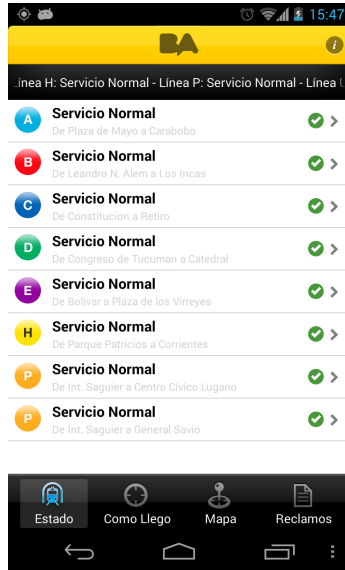 15:47
BA
i
Línea H: Servicio Normal - Línea P: Servicio Normal - Línea
A
Servicio Normal
De Plaza de Mayo a Carabobo
B
Servicio Normal
De Leandro N. Alem a Los Incas
C
Servicio Normal
De Constitucion a Retiro
D
Servicio Normal
De Congreso de Tucuman a Catedral
E
Servicio Normal
De Bolivar a Plaza de los Virreyes
H
Servicio Normal
De Parque Patricios a Corrientes
P
Servicio Normal
De Int. Saguier a Centro Cívico Lugano
P
Servicio Normal
De Int. Saguier a General Savio
Estado Como Llego Mapa Reclamos